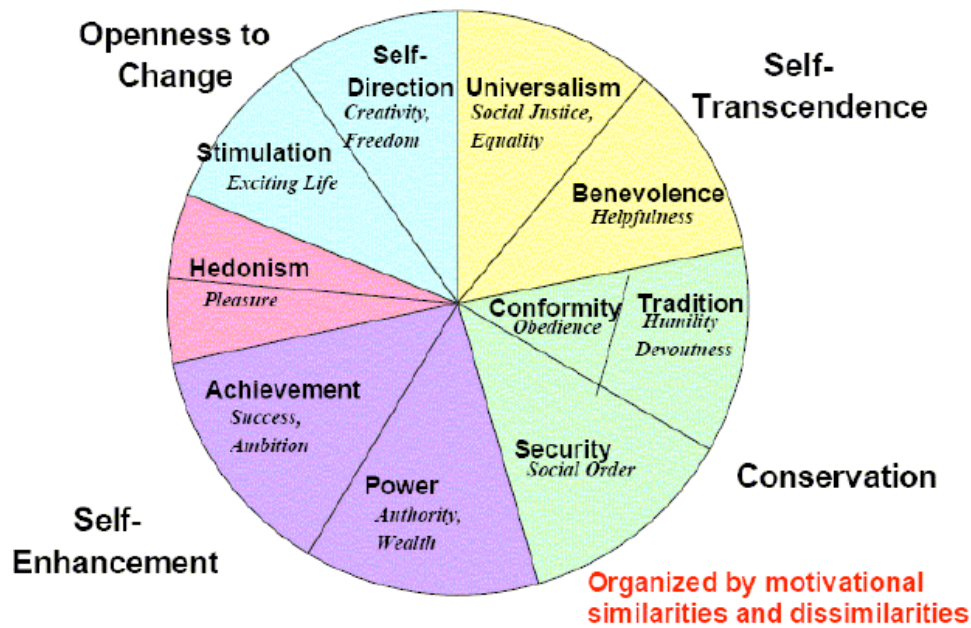 Openness to
Change
Self-
Direction
Creativity,
Freedom
Universalism
Social Justice,
Equality
Self-
Transcendence
Stimulation
Exciting Life
Benevolence
Helpfulness
Hedonism
Pleasure
Conformity
Obedience
Tradition
Humility
Devoutness
Achievement
Success,
Ambition
Security
Social Order
Power
Authority,
Wealth
Conservation
Self-
Enhancement
Organized by motivational
similarities and dissimilarities